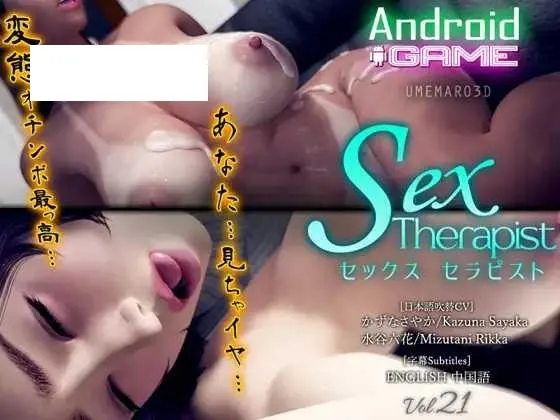 変態オチンポ最っ高…
あなた…見ちゃイヤ…
Android
GAME
UMEMARO3D
Sex
Therapist
セックス セラピスト
[日本語吹替CV]
かずなさやか/Kazuna Sayaka
水谷六花/Mizutani Rikka
[字幕Subtitles]
ENGLISH 中国語
Vol.21